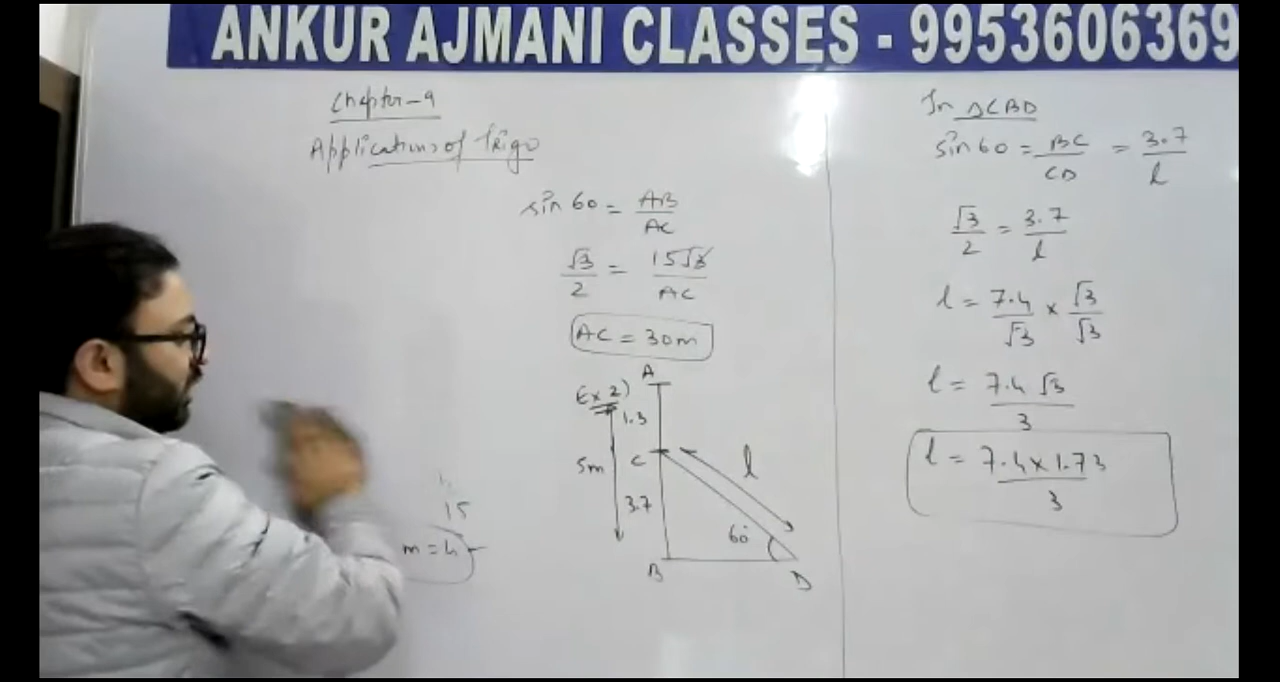 ANKUR AJMANI CLASSES - 9953606369
Chapter-9
Applications of Trigo
sin 60 = AB/AC
√3/2 = 15√3/AC
AC = 30m
Ex 2)
A
1.3
5m
C
l
3.7
60°
B
D
15
m = h
In △CBD
sin 60 = BC/CD = 3.7/l
√3/2 = 3.7/l
l = 7.4/√3 × √3/√3
l = 7.4 √3/3
l = 7.4×1.73/3